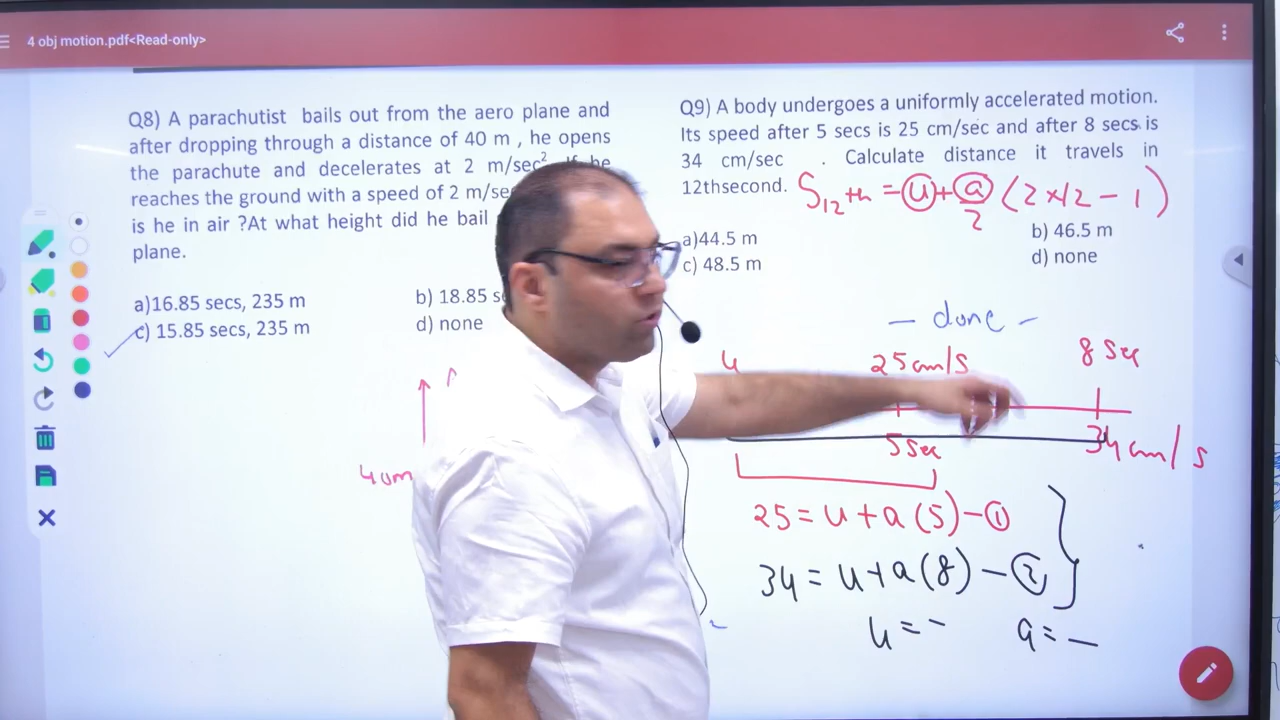 4 obj motion.pdf<Read-only>
Q8) A parachutist bails out from the aero plane and
after dropping through a distance of 40 m , he opens
the parachute and decelerates at 2 m/sec². If he
reaches the ground with a speed of 2 m/se
is he in air ?At what height did he bail
plane.
a)16.85 secs, 235 m
b) 18.85 s
c) 15.85 secs, 235 m
d) none
40m
Q9) A body undergoes a uniformly accelerated motion.
Its speed after 5 secs is 25 cm/sec and after 8 secs is
34 cm/sec . Calculate distance it travels in
12thsecond.
S12th = u + a/2 (2×12 – 1)
a)44.5 m
b) 46.5 m
c) 48.5 m
d) none
– done –
u
25cm/s
8 Sec
5 Sec
34cm/s
25 = u + a (5) – ①
34 = u + a (8) – ②
u = –
a = –